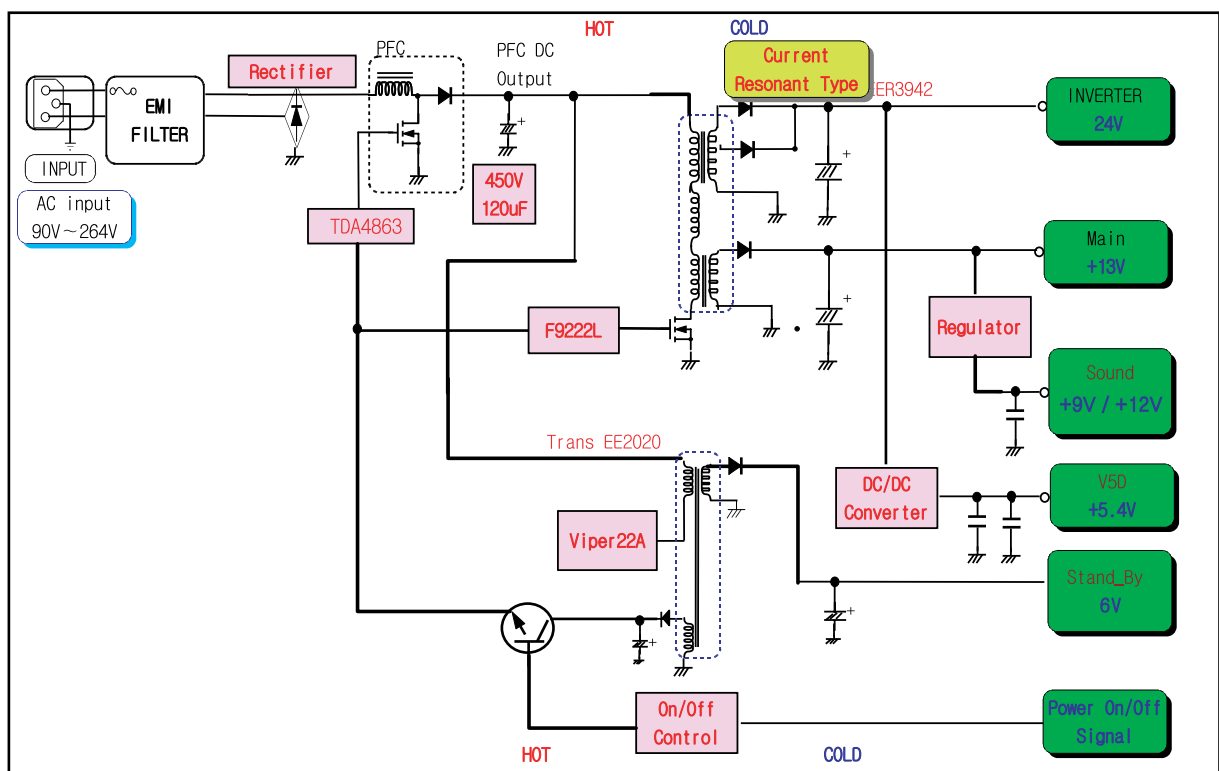 HOT
COLD
PFC
PFC DC
Output
Current
Resonant Type
ER3942
Rectifier
EMI
FILTER
INVERTER
24V
INPUT
AC input
90V~264V
450V
120uF
TDA4863
Main
+13V
F9222L
Regulator
Sound
+9V / +12V
Trans EE2020
DC/DC
Converter
V5D
+5.4V
Viper22A
Stand_By
6V
On/Off
Control
Power On/Off
Signal
HOT
COLD